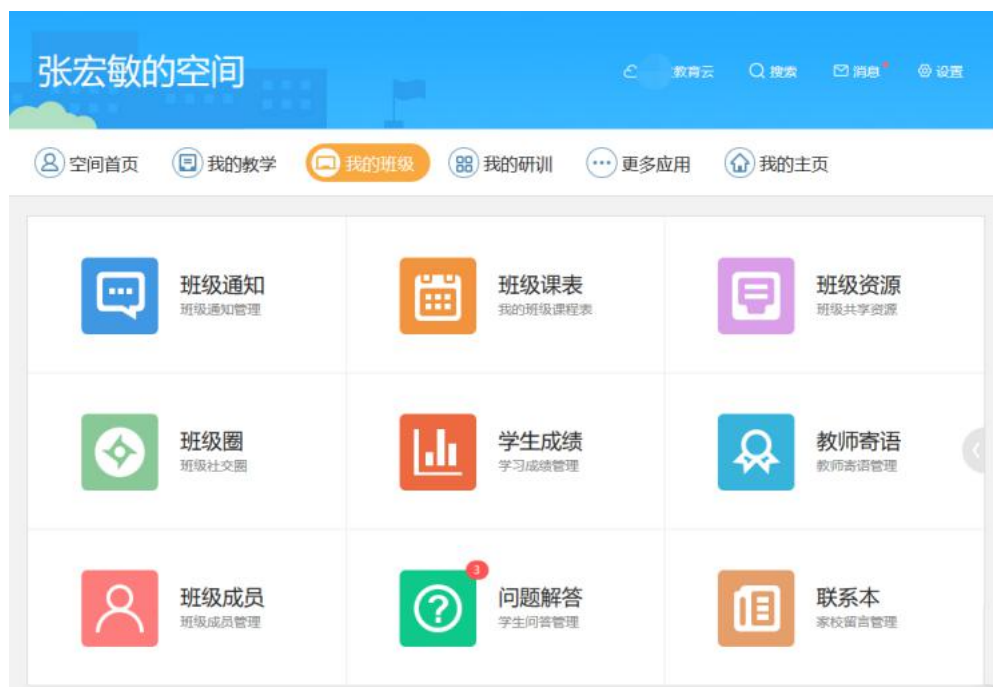 张宏敏的空间
教育云 搜索 消息 设置
空间首页 我的教学 我的班级 我的研训 更多应用 我的主页
班级通知 班级课表 班级资源
班级通知管理 我的班级课程表 班级共学资源
班级圈 学生成绩 教师寄语
班级社交圈 学习成绩管理 教师寄语管理
3
班级成员 问题解答 联系本
班级成员管理 学生问答管理 家校留言管理